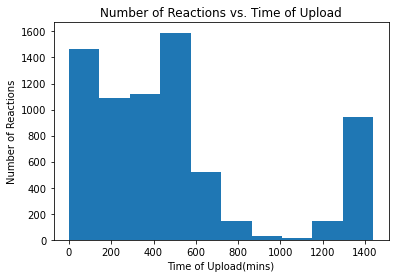 Number of Reactions vs. Time of Upload
1600
1400
1200
1000
800
600
400
200
0
Number of Reactions
0 200 400 600 800 1000 1200 1400
Time of Upload(mins)